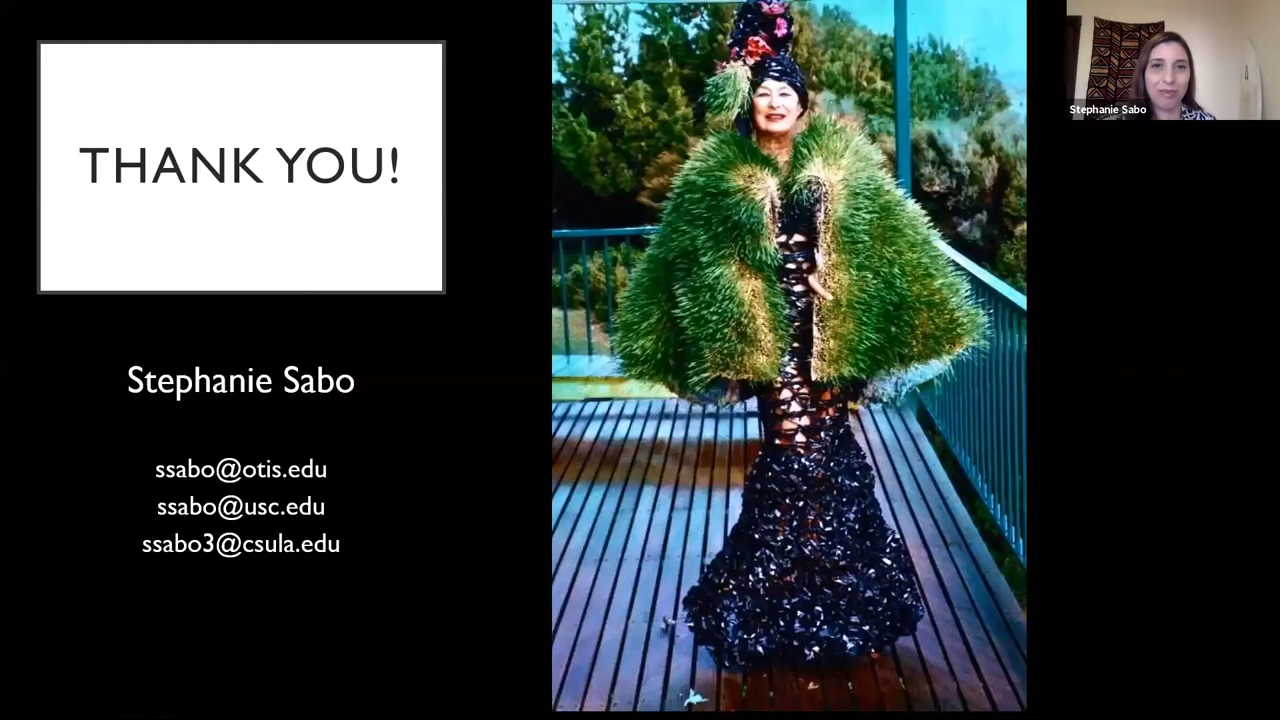 THANK YOU!
Stephanie Sabo
ssabo@otis.edu
ssabo@usc.edu
ssabo3@csula.edu
Stephanie Sabo